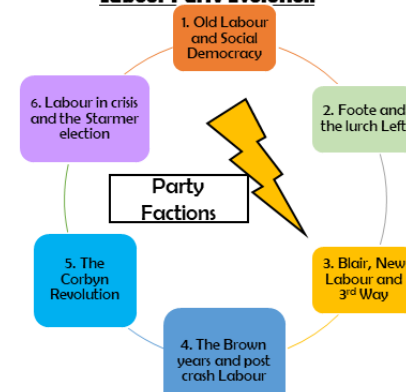 Labour Party Evolution
1. Old Labour
and Social
Democracy
2. Foote and
the lurch Left
3. Blair, New
Labour and
3rd Way
4. The Brown
years and post
crash Labour
5. The
Corbyn
Revolution
6. Labour in crisis
and the Starmer
election
Party
Factions